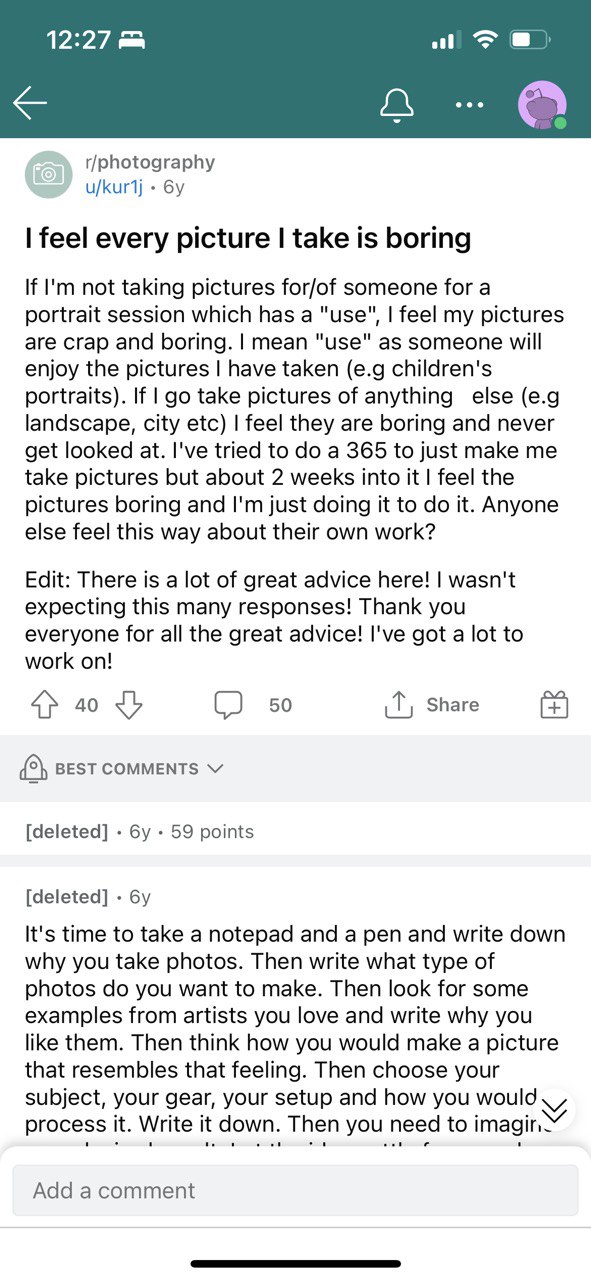 12:27
r/photography
u/kur1j • 6y
I feel every picture I take is boring
If I'm not taking pictures for/of someone for a
portrait session which has a "use", I feel my pictures
are crap and boring. I mean "use" as someone will
enjoy the pictures I have taken (e.g children's
portraits). If I go take pictures of anything   else (e.g
landscape, city etc) I feel they are boring and never
get looked at. I've tried to do a 365 to just make me
take pictures but about 2 weeks into it I feel the
pictures boring and I'm just doing it to do it. Anyone
else feel this way about their own work?
Edit: There is a lot of great advice here! I wasn't
expecting this many responses! Thank you
everyone for all the great advice! I've got a lot to
work on!
40 50 Share
BEST COMMENTS
[deleted] • 6y • 59 points
[deleted] • 6y
It's time to take a notepad and a pen and write down
why you take photos. Then write what type of
photos do you want to make. Then look for some
examples from artists you love and write why you
like them. Then think how you would make a picture
that resembles that feeling. Then choose your
subject, your gear, your setup and how you would
process it. Write it down. Then you need to
Add a comment